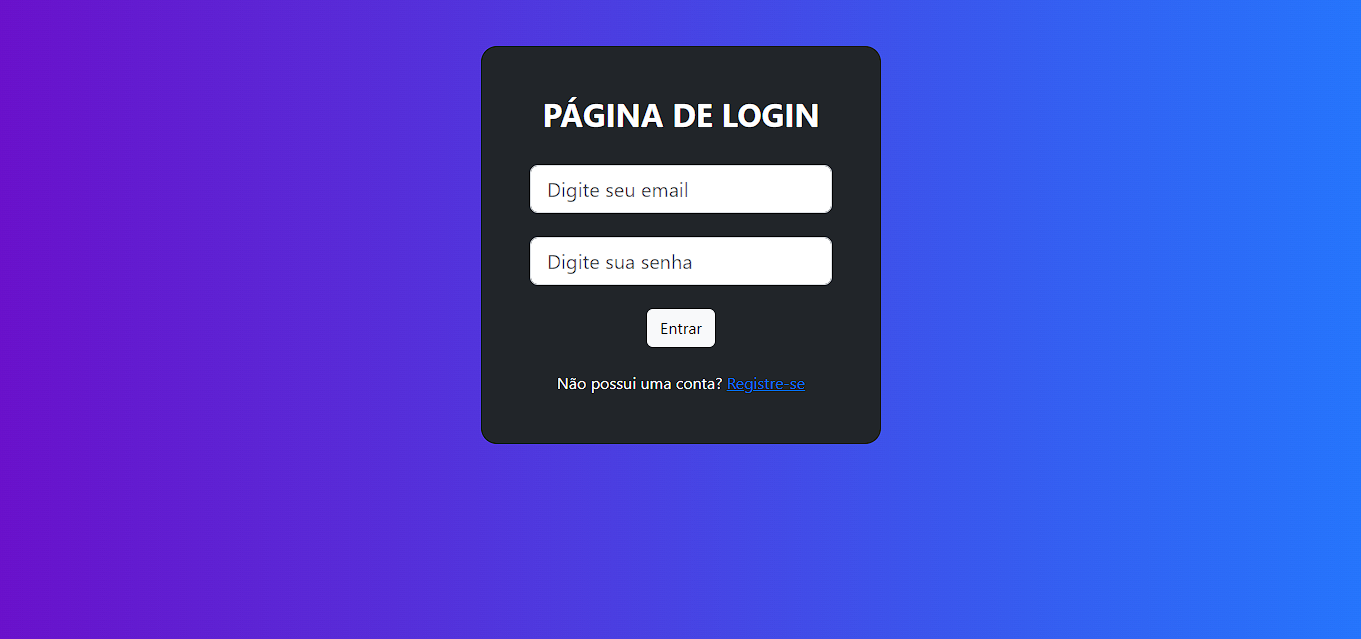 PÁGINA DE LOGIN
Digite seu email
Digite sua senha
Entrar
Não possui uma conta? Registre-se